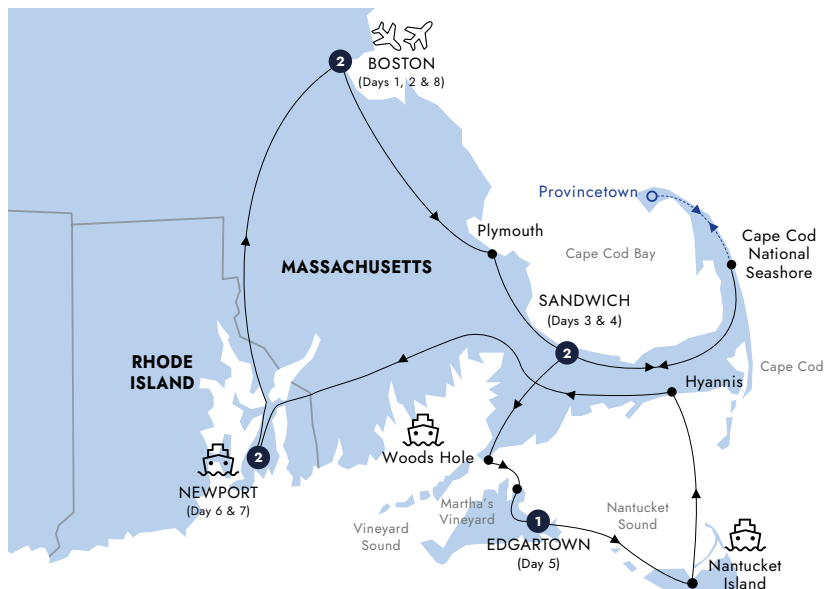 2
BOSTON
(Days 1, 2 & 8)
Provincetown
Plymouth
Cape Cod
National
Seashore
Cape Cod Bay
MASSACHUSETTS
SANDWICH
(Days 3 & 4)
2
RHODE
ISLAND
Cape Cod
Hyannis
Woods Hole
2
NEWPORT
(Day 6 & 7)
Martha's
Vineyard
Nantucket
Sound
Vineyard
Sound
1
EDGARTOWN
(Day 5)
Nantucket
Island